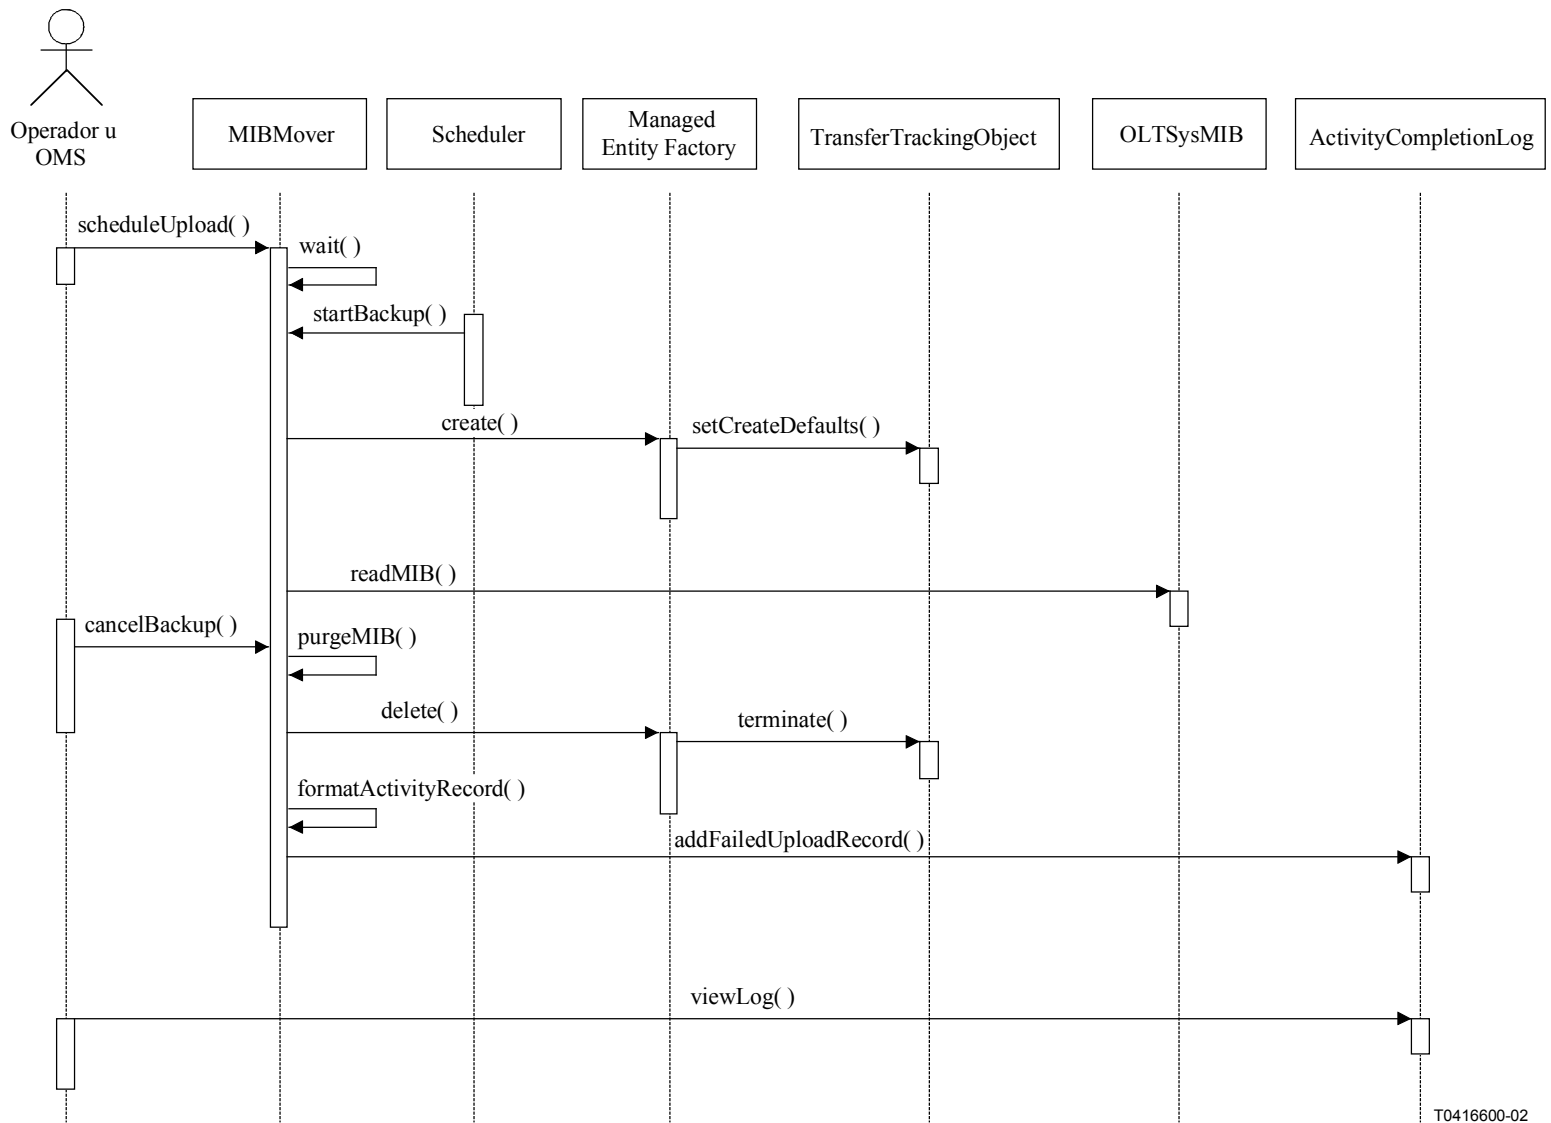 Operador u
OMS
MIBMover
Scheduler
Managed
Entity Factory
TransferTrackingObject
OLTSysMIB
ActivityCompletionLog
scheduleUpload( )
wait( )
startBackup( )
create( )
setCreateDefaults( )
readMIB( )
cancelBackup( )
purgeMIB( )
delete( )
terminate( )
formatActivityRecord( )
addFailedUploadRecord( )
viewLog( )
T0416600-02